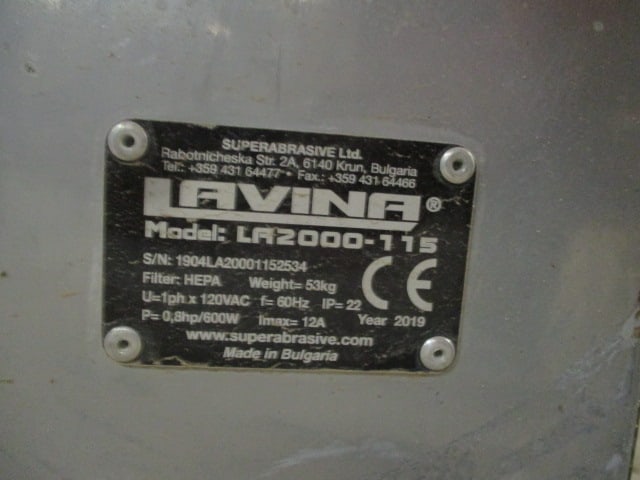 SUPERABRASIVE Ltd.
Rabotnicheska Str. 2A, 6140 Krun, Bulgaria
Tel.: +359 431 64477 • Fax.: +359 431 64466
LAVINA®
Model: LA2000-115
S/N: 1904LA20001152534
Filter: HEPA Weight= 53kg
U=1ph x 120VAC f= 60Hz IP= 22
CE
P= 0,8hp/600W Imax= 12A Year 2019
www.superabrasive.com
Made in Bulgaria